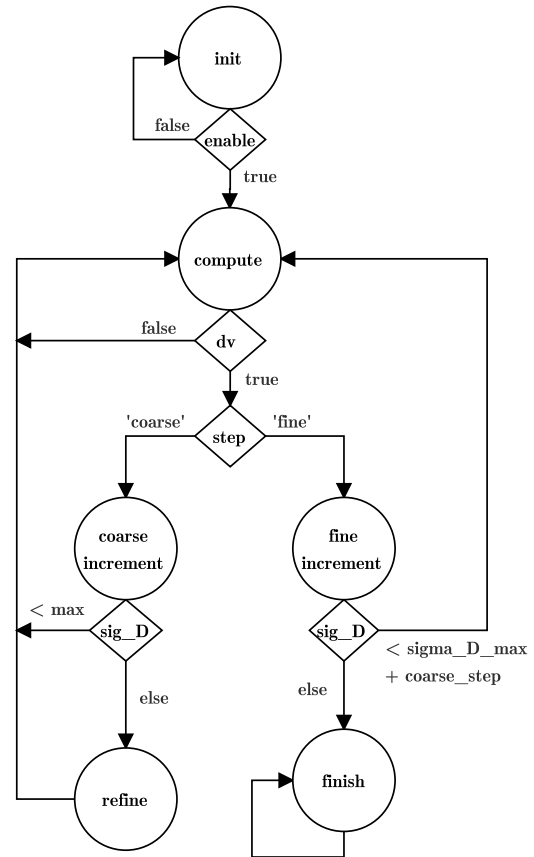 init
false
enable
true
compute
false
dv
true
'coarse'
'fine'
step
coarse
increment
fine
increment
< max
sig_D
sig_D
< sigma_D_max
+ coarse_step
else
else
refine
finish